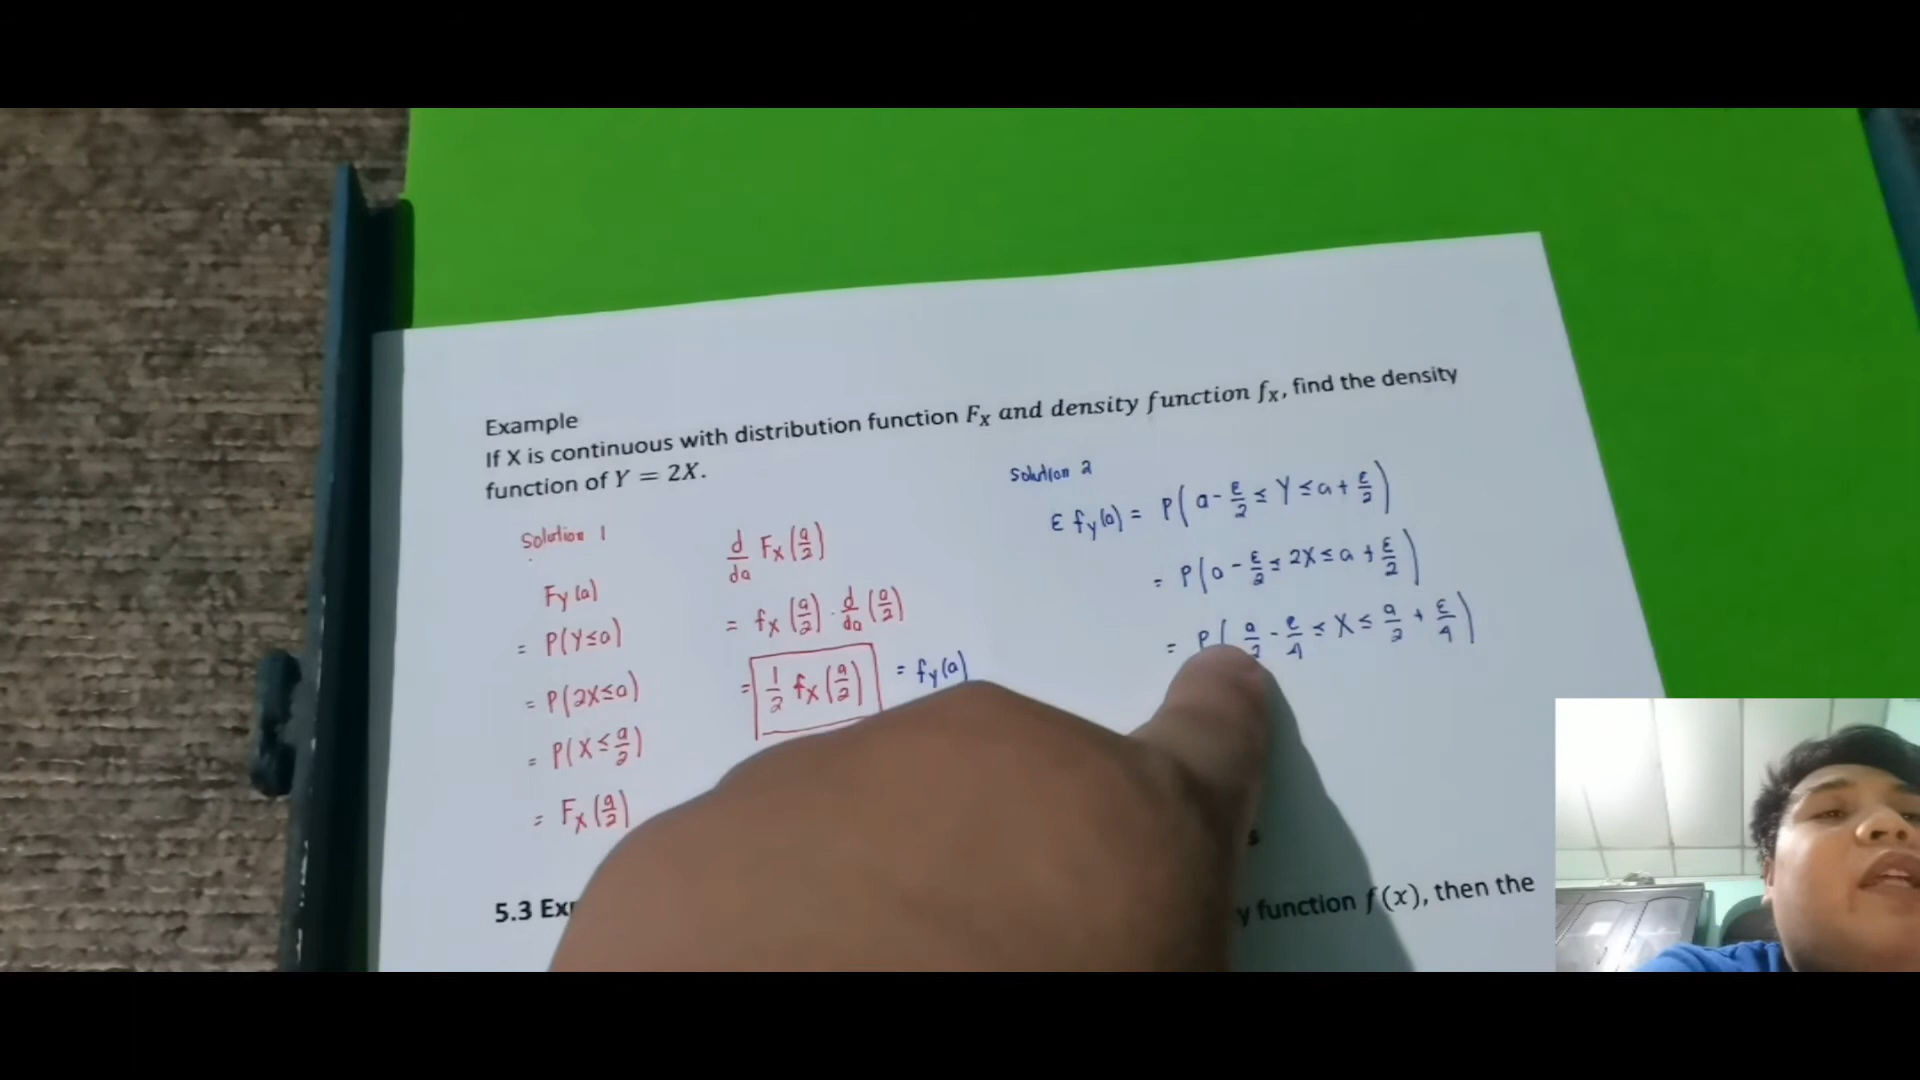 Example
If X is continuous with distribution function F_X and density function f_X, find the density
function of Y = 2X.
Solution 1
F_Y(a)
= P(Y≤a)
= P(2X≤a)
= P(X≤a/2)
= F_X(a/2)
d/da F_X(a/2)
= f_X(a/2) · d/da (a/2)
= 1/2 f_X(a/2) = f_Y(a)
Solution 2
ε f_Y(a) = P(a - ε/2 ≤ Y ≤ a + ε/2)
= P(a - ε/2 ≤ 2X ≤ a + ε/2)
= P(a/2 - ε/4 ≤ X ≤ a/2 + ε/4)
5.3
y function f(x), then the